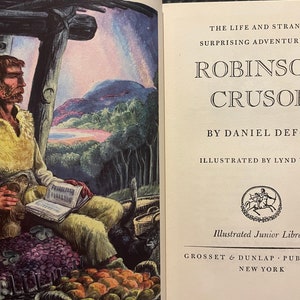 THE LIFE AND STRAN
SURPRISING ADVENTUR
ROBINSO
CRUSO
BY DANIEL DEF
ILLUSTRATED BY LYND
Illustrated Junior Libr
GROSSET & DUNLAP · PUB
NEW YORK